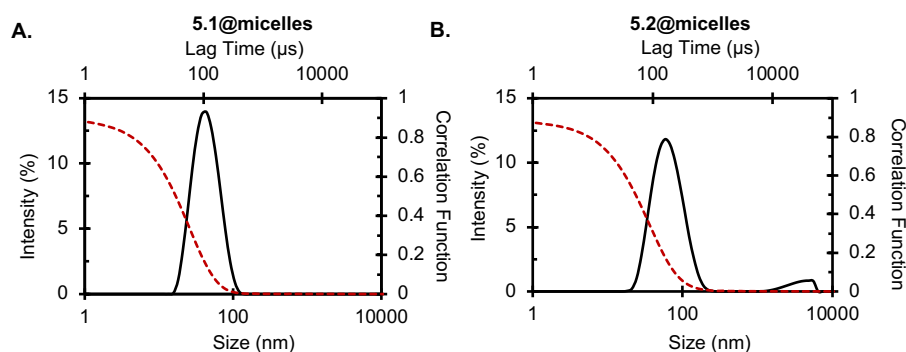 A.
5.1@micelles
Lag Time (µs)
1 100 10000
15 1
10 0.8
0.6
5 0.4
0.2
0 0
Intensity (%)
Correlation Function
1 100 10000
Size (nm)
B.
5.2@micelles
Lag Time (µs)
1 100 10000
15 1
10 0.8
0.6
5 0.4
0.2
0 0
Intensity (%)
Correlation Function
1 100 10000
Size (nm)